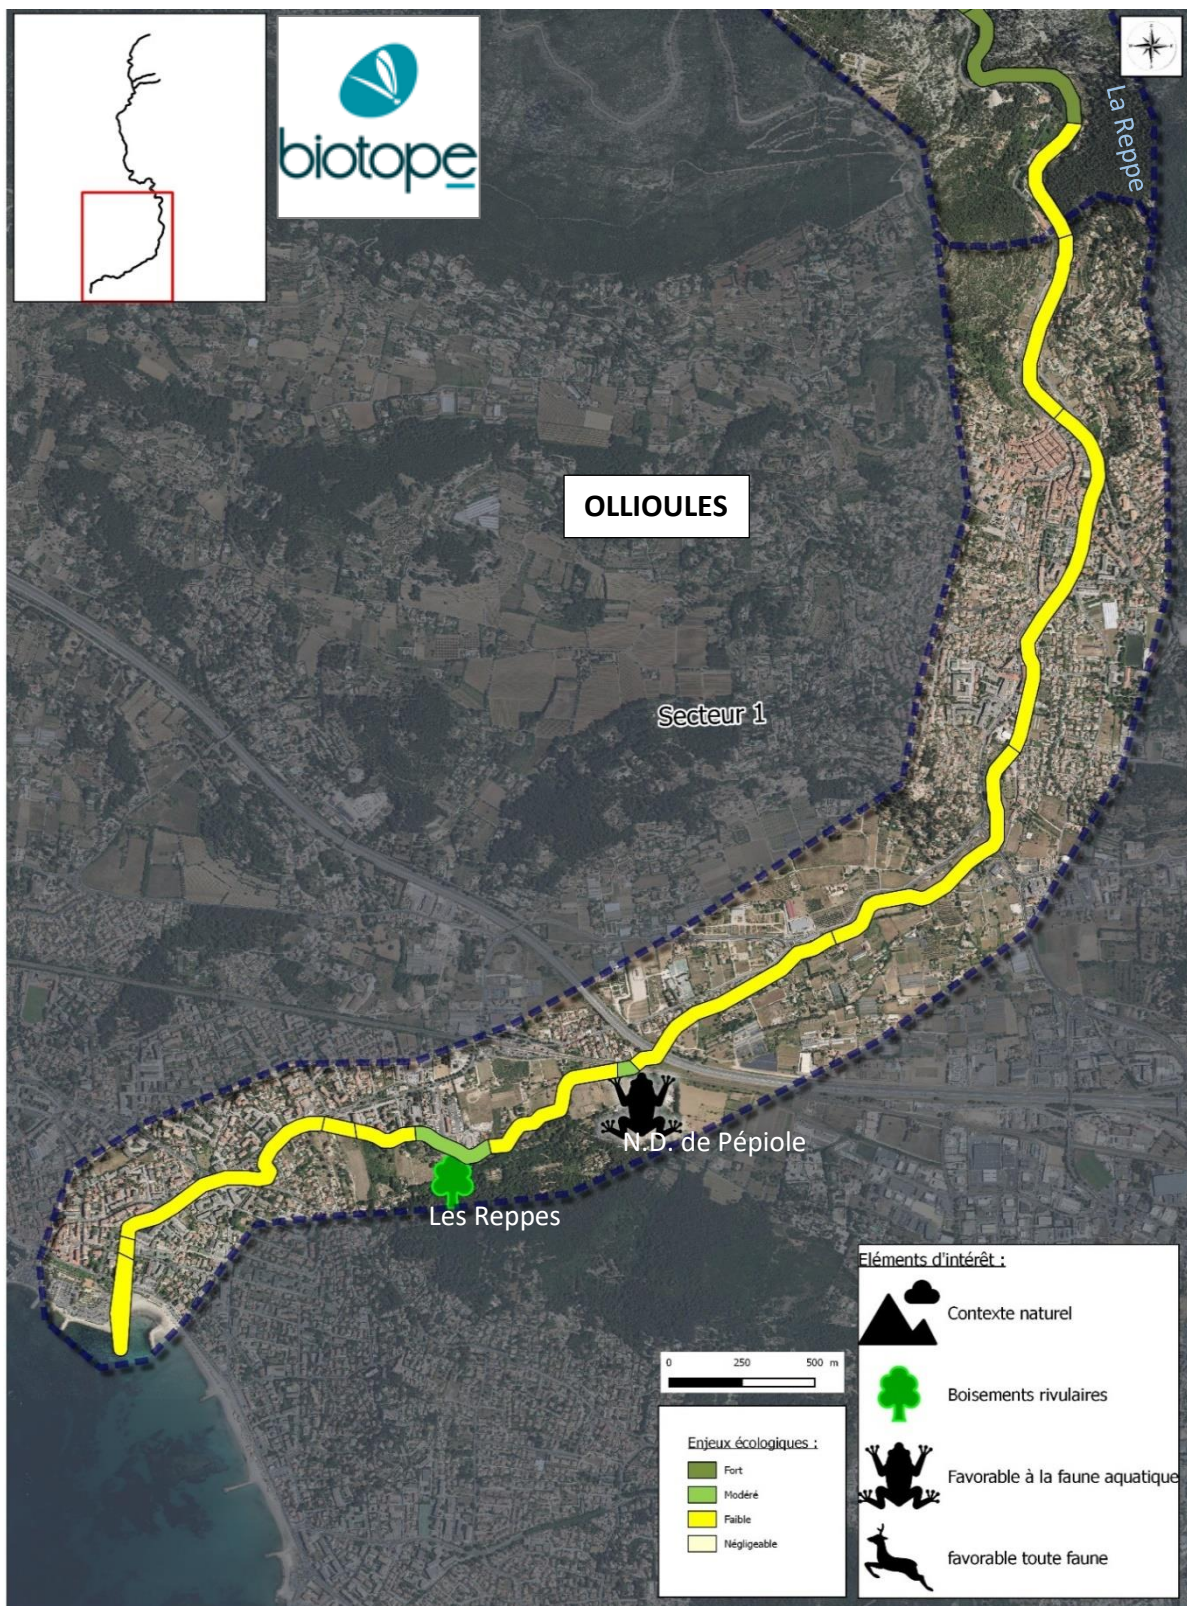 biotope
La Reppe
OLLIOULES
Secteur 1
N.D. de Pépiole
Les Reppes
Eléments d'intérêt :
Contexte naturel
Boisements rivulaires
Favorable à la faune aquatique
favorable toute faune
0 250 500 m
Enjeux écologiques :
Fort
Modéré
Faible
Négligeable